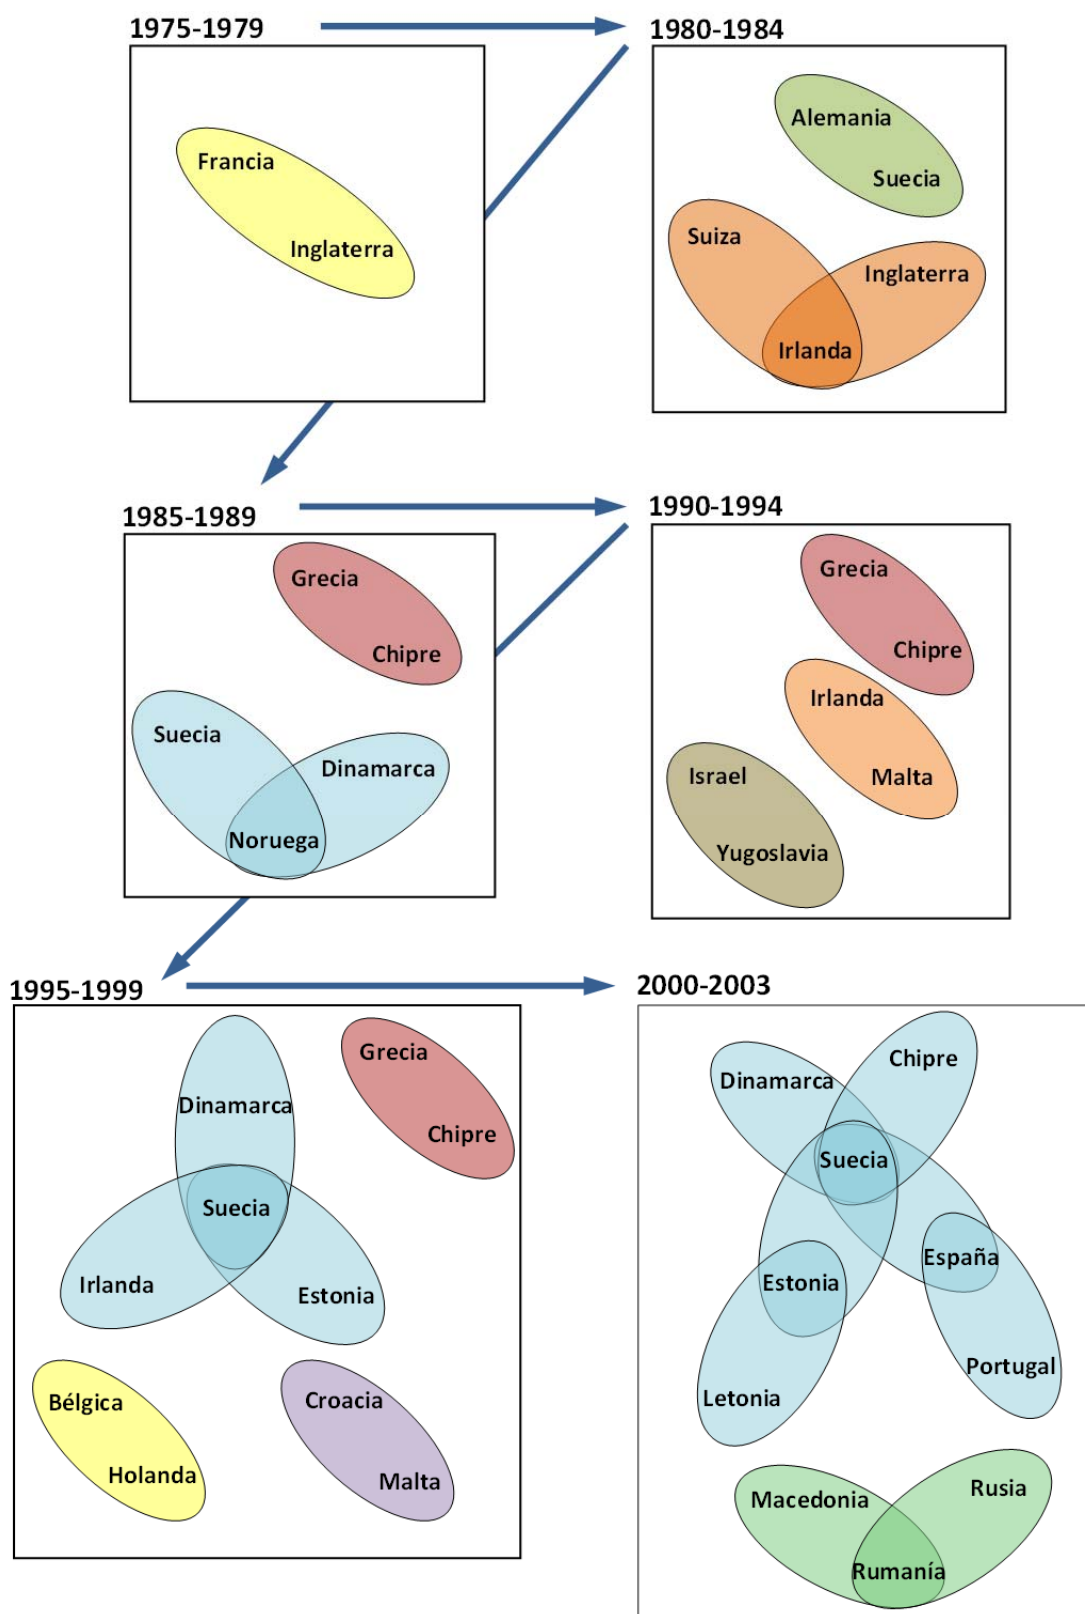 1975-1979
Francia
Inglaterra
1980-1984
Alemania
Suecia
Suiza
Inglaterra
Irlanda
1985-1989
Grecia
Chipre
Suecia
Dinamarca
Noruega
1990-1994
Grecia
Chipre
Irlanda
Malta
Israel
Yugoslavia
1995-1999
Grecia
Dinamarca
Chipre
Suecia
Irlanda
Estonia
Bélgica
Croacia
Holanda
Malta
2000-2003
Chipre
Dinamarca
Suecia
España
Estonia
Portugal
Letonia
Rusia
Macedonia
Rumanía